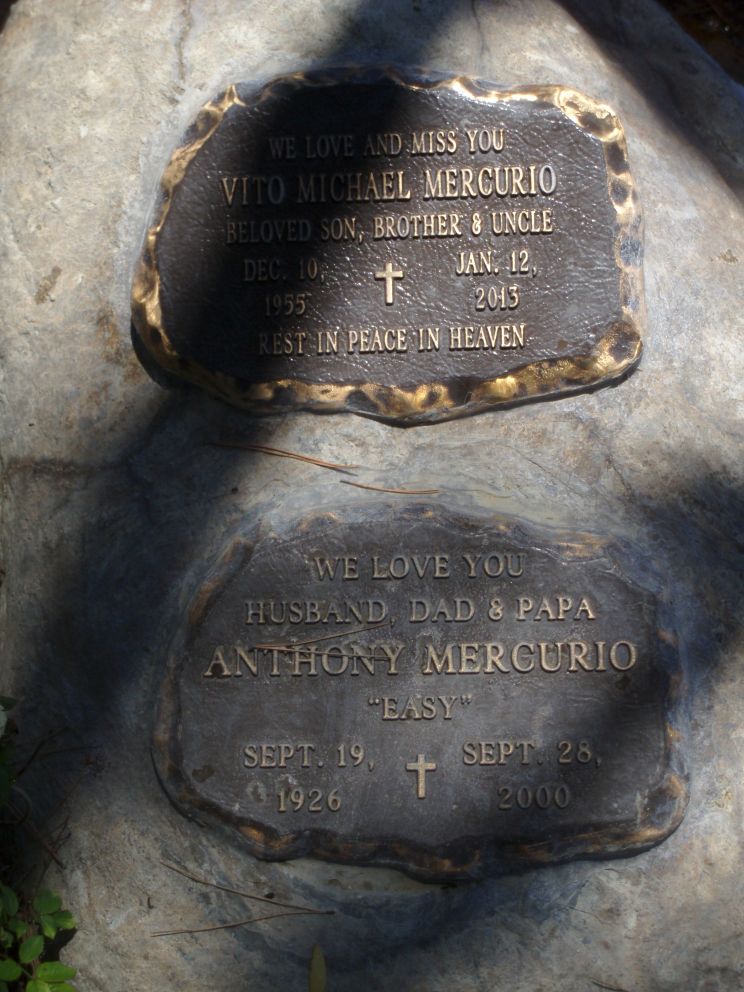 WE LOVE AND MISS YOU
VITO MICHAEL MERCURIO
BELOVED SON, BROTHER & UNCLE
DEC. 10, JAN. 12,
1955 2013
REST IN PEACE IN HEAVEN
WE LOVE YOU
HUSBAND, DAD & PAPA
ANTHONY MERCURIO
"EASY"
SEPT. 19, SEPT. 28,
1926 2000